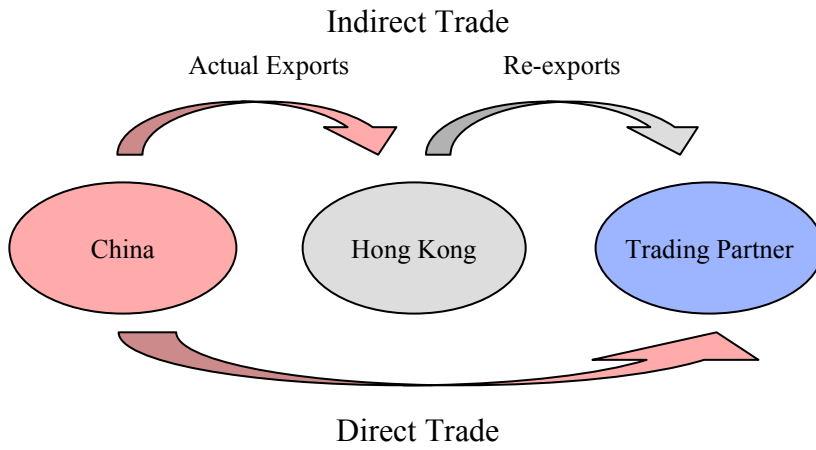 Indirect Trade
Actual Exports
Re-exports
China
Hong Kong
Trading Partner
Direct Trade